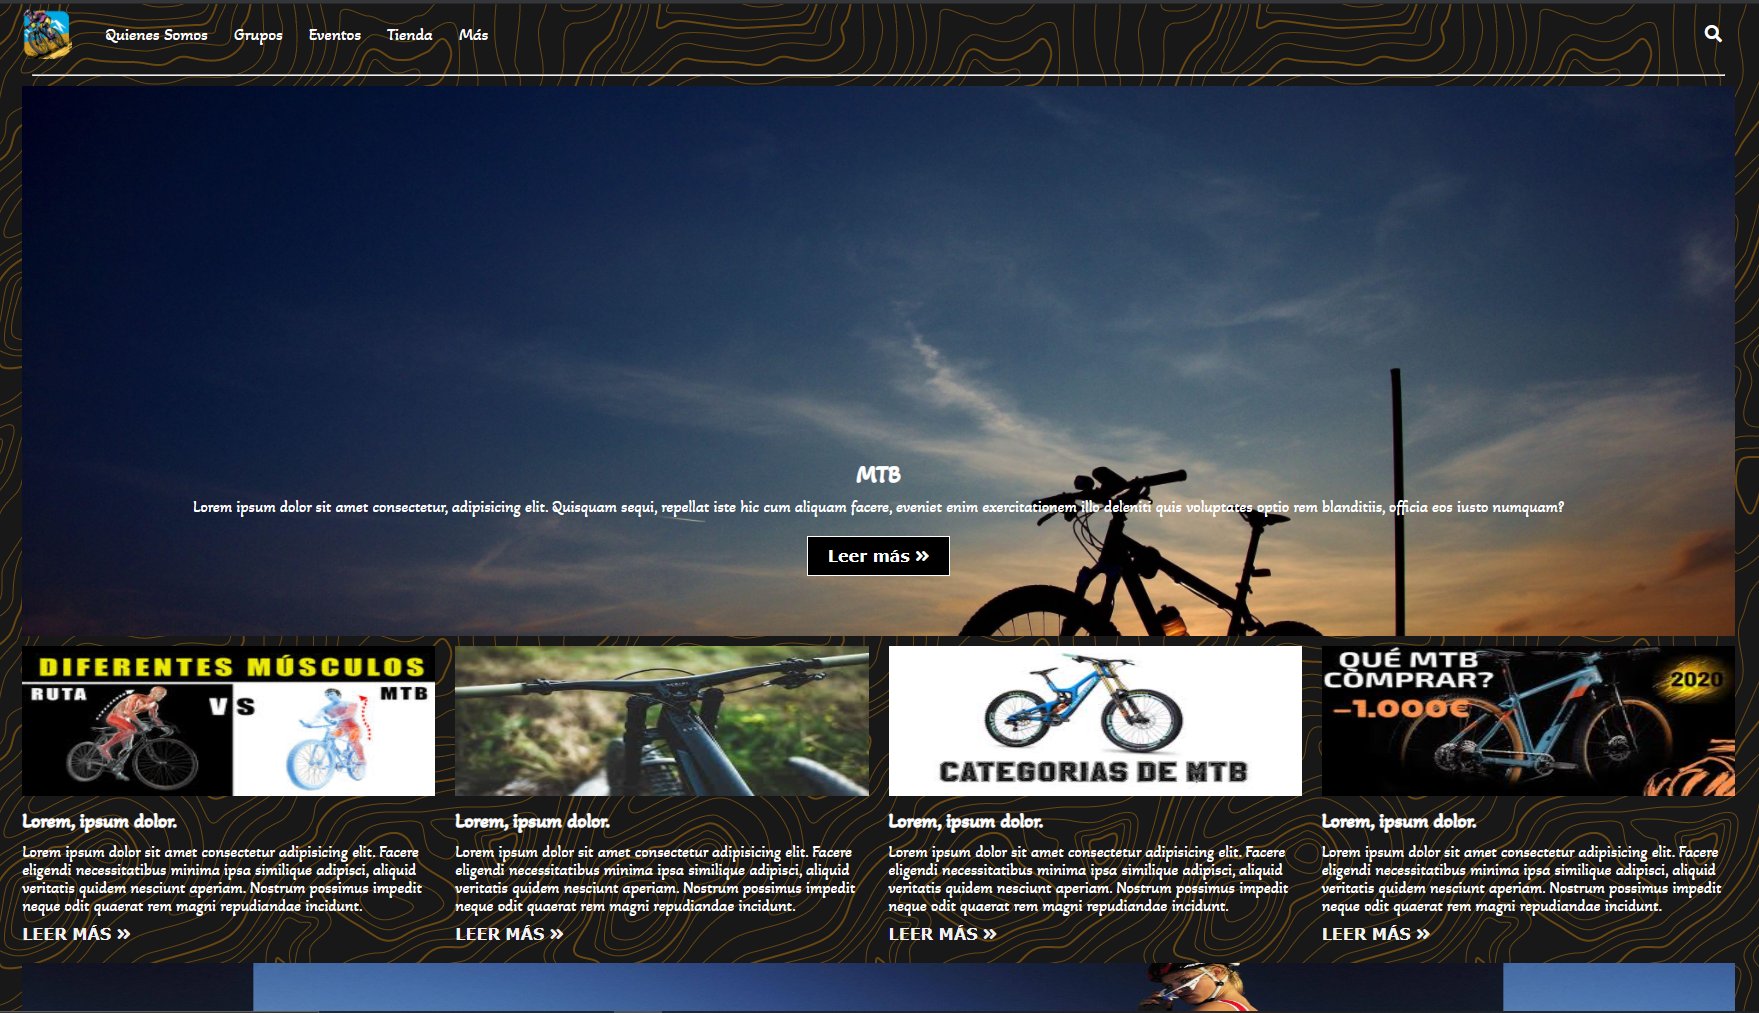 Quienes Somos Grupos Eventos Tienda Más
MTB
Lorem ipsum dolor sit amet consectetur, adipisicing elit. Quisquam sequi, repellat iste hic cum aliquam facere, eveniet enim exercitationem illo deleniti quis voluptates optio rem blanditiis, officia eos iusto numquam?
Leer más »
DIFERENTES MÚSCULOS
RUTA VS MTB
Lorem, ipsum dolor.
Lorem ipsum dolor sit amet consectetur adipisicing elit. Facere
eligendi necessitatibus minima ipsa similique adipisci, aliquid
veritatis quidem nesciunt aperiam. Nostrum possimus impedit
neque odit quaerat rem magni repudiandae incidunt.
LEER MÁS »
Lorem, ipsum dolor.
Lorem ipsum dolor sit amet consectetur adipisicing elit. Facere
eligendi necessitatibus minima ipsa similique adipisci, aliquid
veritatis quidem nesciunt aperiam. Nostrum possimus impedit
neque odit quaerat rem magni repudiandae incidunt.
LEER MÁS »
CATEGORIAS DE MTB
Lorem, ipsum dolor.
Lorem ipsum dolor sit amet consectetur adipisicing elit. Facere
eligendi necessitatibus minima ipsa similique adipisci, aliquid
veritatis quidem nesciunt aperiam. Nostrum possimus impedit
neque odit quaerat rem magni repudiandae incidunt.
LEER MÁS »
QUÉ MTB
COMPRAR?
–1.000€
2020
Lorem, ipsum dolor.
Lorem ipsum dolor sit amet consectetur adipisicing elit. Facere
eligendi necessitatibus minima ipsa similique adipisci, aliquid
veritatis quidem nesciunt aperiam. Nostrum possimus impedit
neque odit quaerat rem magni repudiandae incidunt.
LEER MÁS »